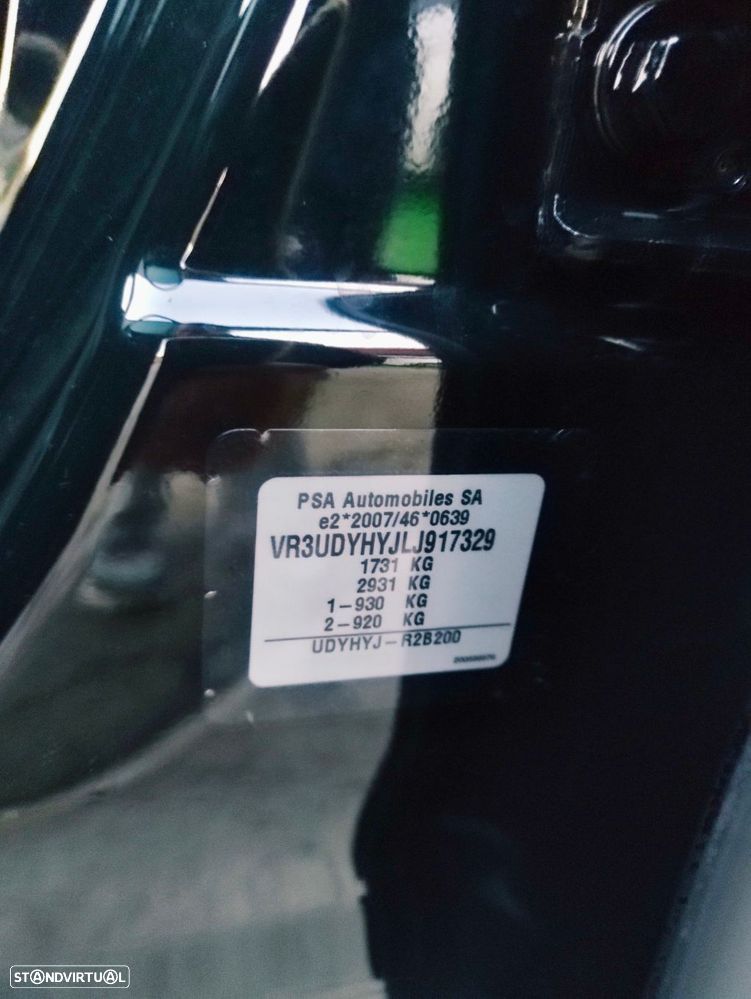 PSA Automobiles SA
e2*2007/46*0639
VR3UDYHYJLJ917329
1731 KG
2931 KG
1-930 KG
2-920 KG
UDYHYJ-R2B200
STANDVIRTUAL